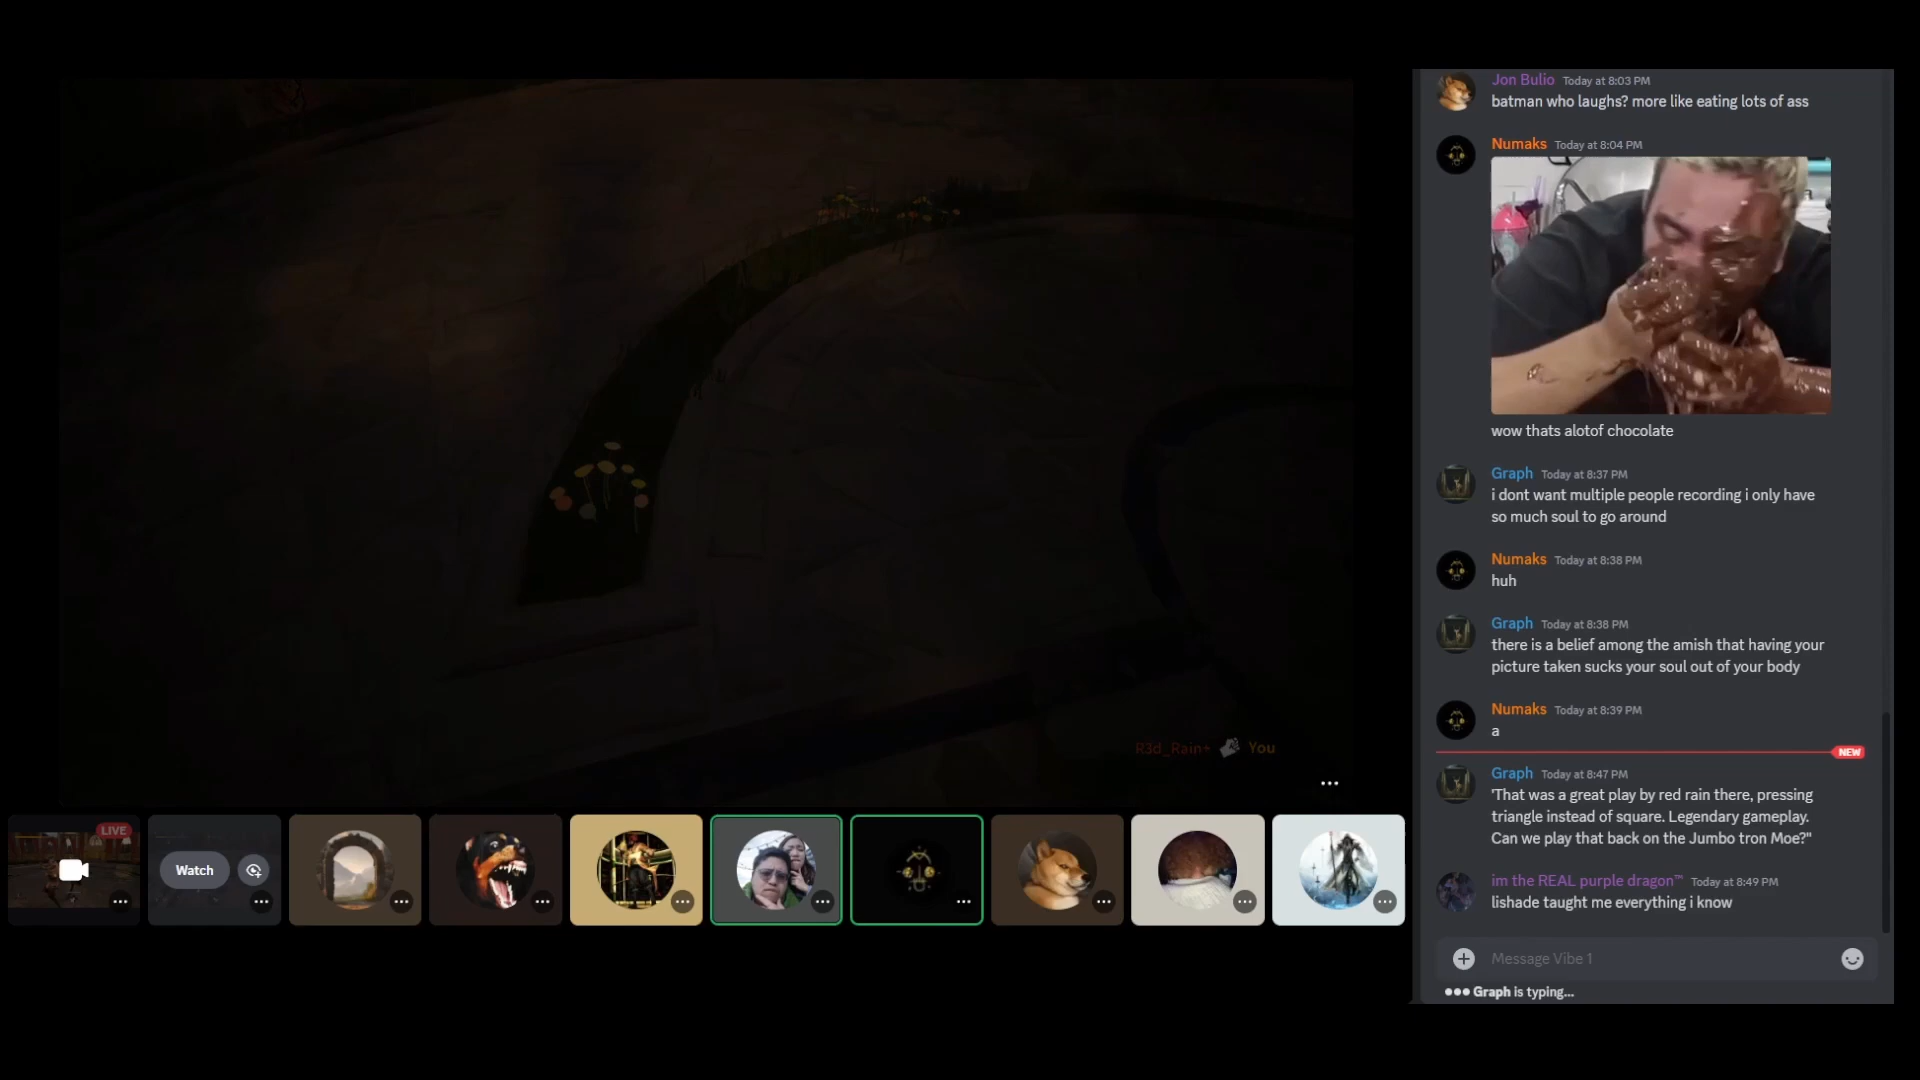 R3d_Rain+ You
LIVE
Watch
Jon Bulio Today at 8:03 PM
batman who laughs? more like eating lots of ass
Numaks Today at 8:04 PM
wow thats alotof chocolate
Graph Today at 8:37 PM
i dont want multiple people recording i only have
so much soul to go around
Numaks Today at 8:38 PM
huh
Graph Today at 8:38 PM
there is a belief among the amish that having your
picture taken sucks your soul out of your body
Numaks Today at 8:39 PM
a
NEW
Graph Today at 8:47 PM
'That was a great play by red rain there, pressing
triangle instead of square. Legendary gameplay.
Can we play that back on the Jumbo tron Moe?"
im the REAL purple dragon™ Today at 8:49 PM
lishade taught me everything i know
Message Vibe 1
Graph is typing...